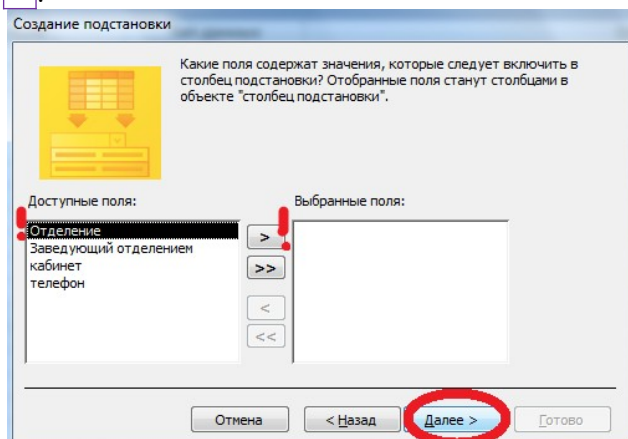 Создание подстановки
Какие поля содержат значения, которые следует включить в
столбец подстановки? Отобранные поля станут столбцами в
объекте "столбец подстановки".
Доступные поля:
Выбранные поля:
! Отделение
Заведующий отделением
кабинет
телефон
> !
>>
<
<<
Отмена
< Назад
Далее >
Готово